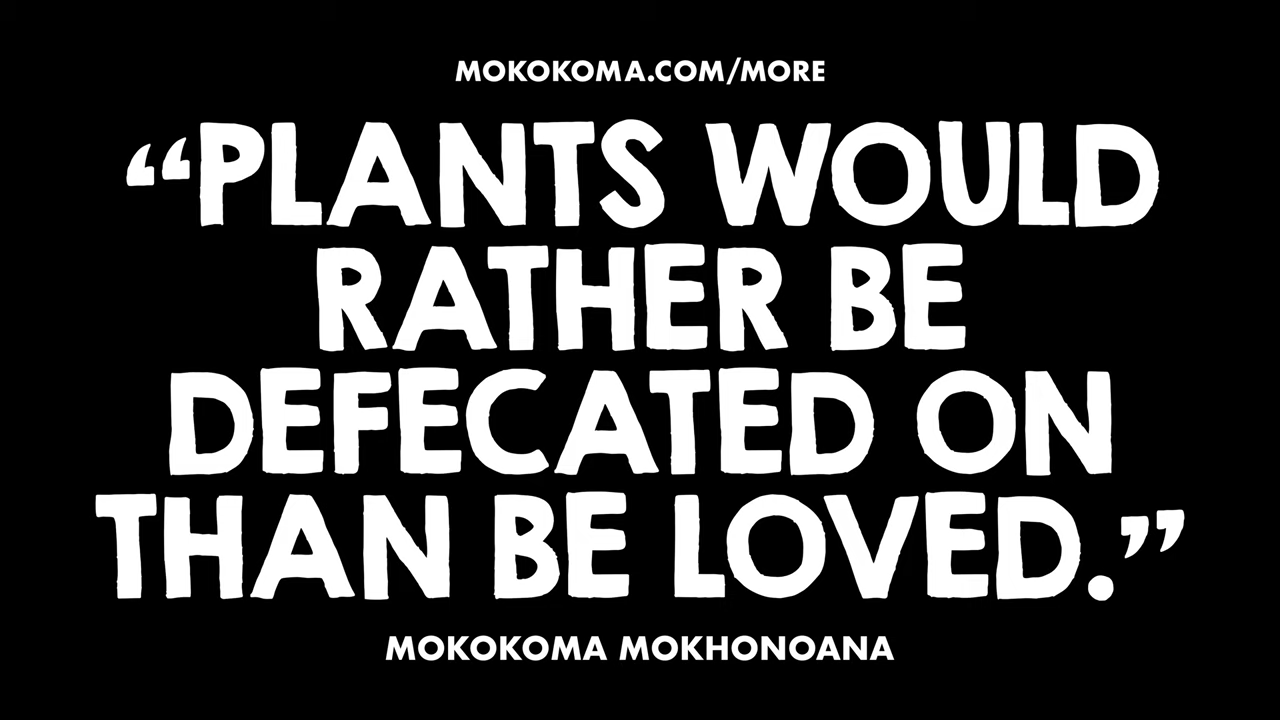 MOKOKOMA.COM/MORE
“PLANTS WOULD
RATHER BE
DEFECATED ON
THAN BE LOVED.”
MOKOKOMA MOKHONOANA